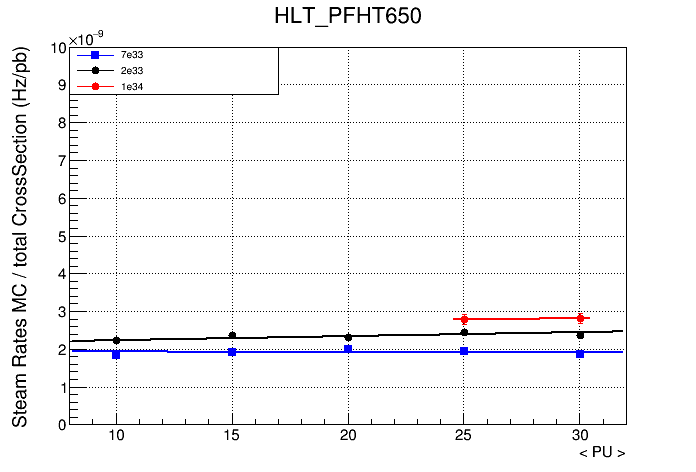 HLT_PFHT650
×10⁻⁹
Steam Rates MC / total CrossSection (Hz/pb)
7e33
2e33
1e34
10
9
8
7
6
5
4
3
2
1
0
10 15 20 25 30
< PU >